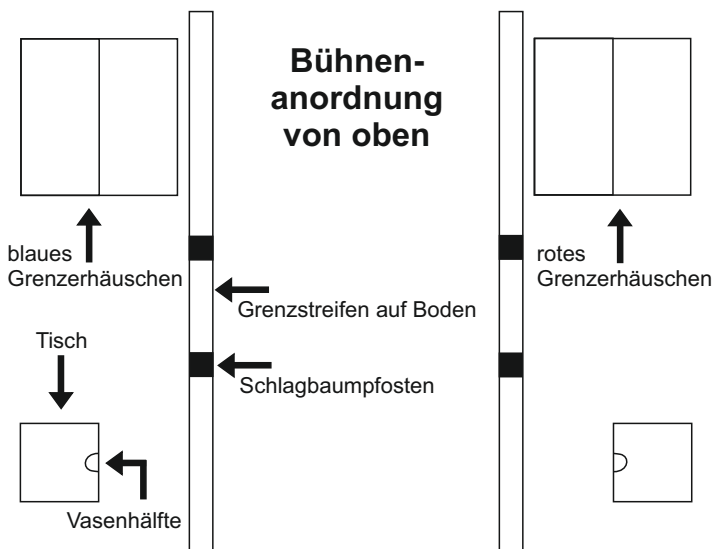 Bühnen-
anordnung
von oben
blaues
Grenzerhäuschen
rotes
Grenzerhäuschen
Grenzstreifen auf Boden
Tisch
Schlagbaumpfosten
Vasenhälfte